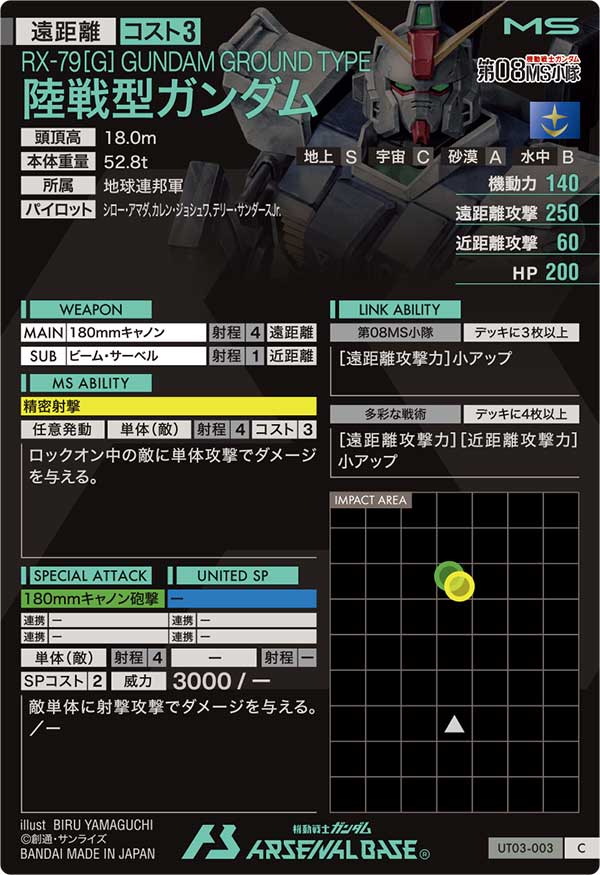 遠距離 コスト3
MS
RX-79[G] GUNDAM GROUND TYPE
陸戦型ガンダム
機動戦士ガンダム
第08MS小隊
頭頂高 18.0m
本体重量 52.8t
所属 地球連邦軍
パイロット シロー・アマダ、カレン・ジョシュワ、テリー・サンダースJr.
地上 S 宇宙 C 砂漠 A 水中 B
機動力 140
遠距離攻撃 250
近距離攻撃 60
HP 200
WEAPON
MAIN 180mmキャノン 射程 4 遠距離
SUB ビーム・サーベル 射程 1 近距離
MS ABILITY
精密射撃
任意発動 単体(敵) 射程 4 コスト 3
ロックオン中の敵に単体攻撃でダメージ
を与える。
LINK ABILITY
第08MS小隊 デッキに3枚以上
[遠距離攻撃力]小アップ
多彩な戦術 デッキに4枚以上
[遠距離攻撃力][近距離攻撃力]
小アップ
IMPACT AREA
SPECIAL ATTACK UNITED SP
180mmキャノン砲撃 ー
連携 ー 連携 ー
連携 ー 連携 ー
単体(敵) 射程 4 ー 射程 ー
SPコスト 2 威力 3000 / ー
敵単体に射撃攻撃でダメージを与える。
/ー
illust BIRU YAMAGUCHI
©創通・サンライズ
BANDAI MADE IN JAPAN
機動戦士ガンダム
AB ARSENAL BASE®
UT03-003 C